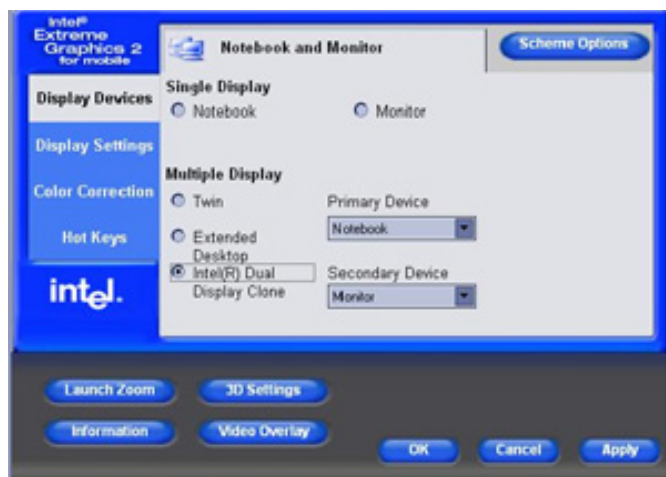 intel®
Extreme
Graphics 2
for mobile
Notebook and Monitor
Scheme Options
Display Devices
Display Settings
Color Correction
Hot Keys
intel.
Single Display
Notebook
Monitor
Multiple Display
Twin
Primary Device
Notebook
Extended
Desktop
Intel(R) Dual
Display Clone
Secondary Device
Monitor
Launch Zoom
3D Settings
Information
Video Overlay
OK
Cancel
Apply